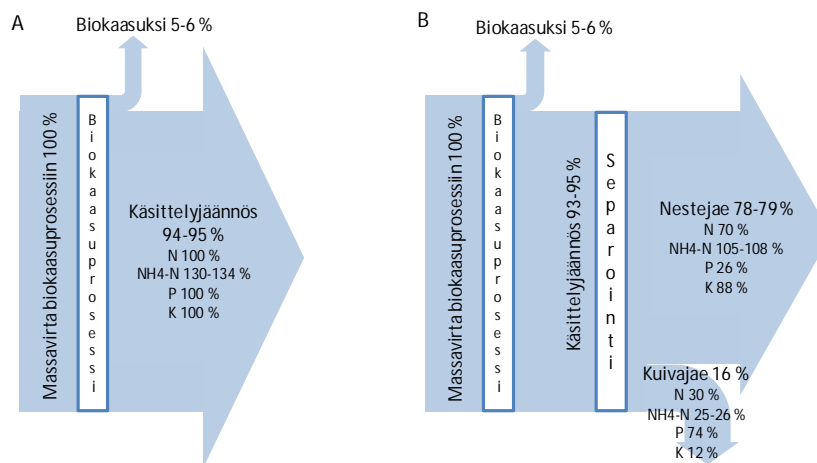 A
Biokaasuksi 5-6 %
Massavirta biokaasuprosessiin 100 %
Biokaasuprosessi
Käsittelyjäännös
94-95 %
N 100 %
NH4-N 130-134 %
P 100 %
K 100 %
B
Biokaasuksi 5-6 %
Massavirta biokaasuprosessiin 100 %
Biokaasuprosessi
Käsittelyjäännös 93-95 %
Separointi
Nestejae 78-79 %
N 70 %
NH4-N 105-108 %
P 26 %
K 88 %
Kuivajae 16 %
N 30 %
NH4-N 25-26 %
P 74 %
K 12 %